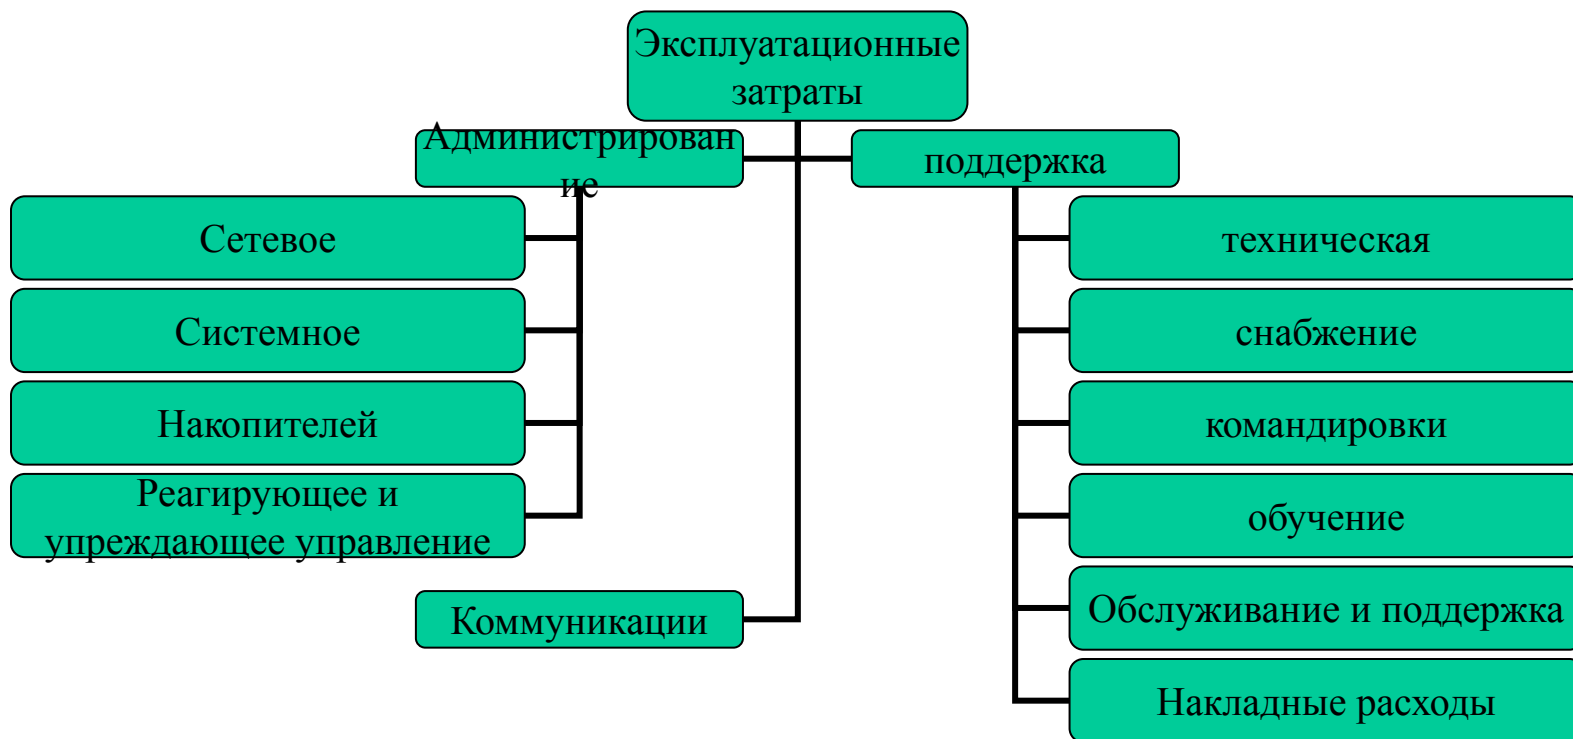 Эксплуатационные
затраты
Администрирован
ие
поддержка
Сетевое
Системное
Накопителей
Реагирующее и
упреждающее управление
Коммуникации
техническая
снабжение
командировки
обучение
Обслуживание и поддержка
Накладные расходы